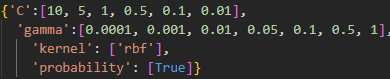 {'C':[10, 5, 1, 0.5, 0.1, 0.01],
'gamma':[0.0001, 0.001, 0.01, 0.05, 0.1, 0.5, 1],
'kernel': ['rbf'],
'probability': [True]}